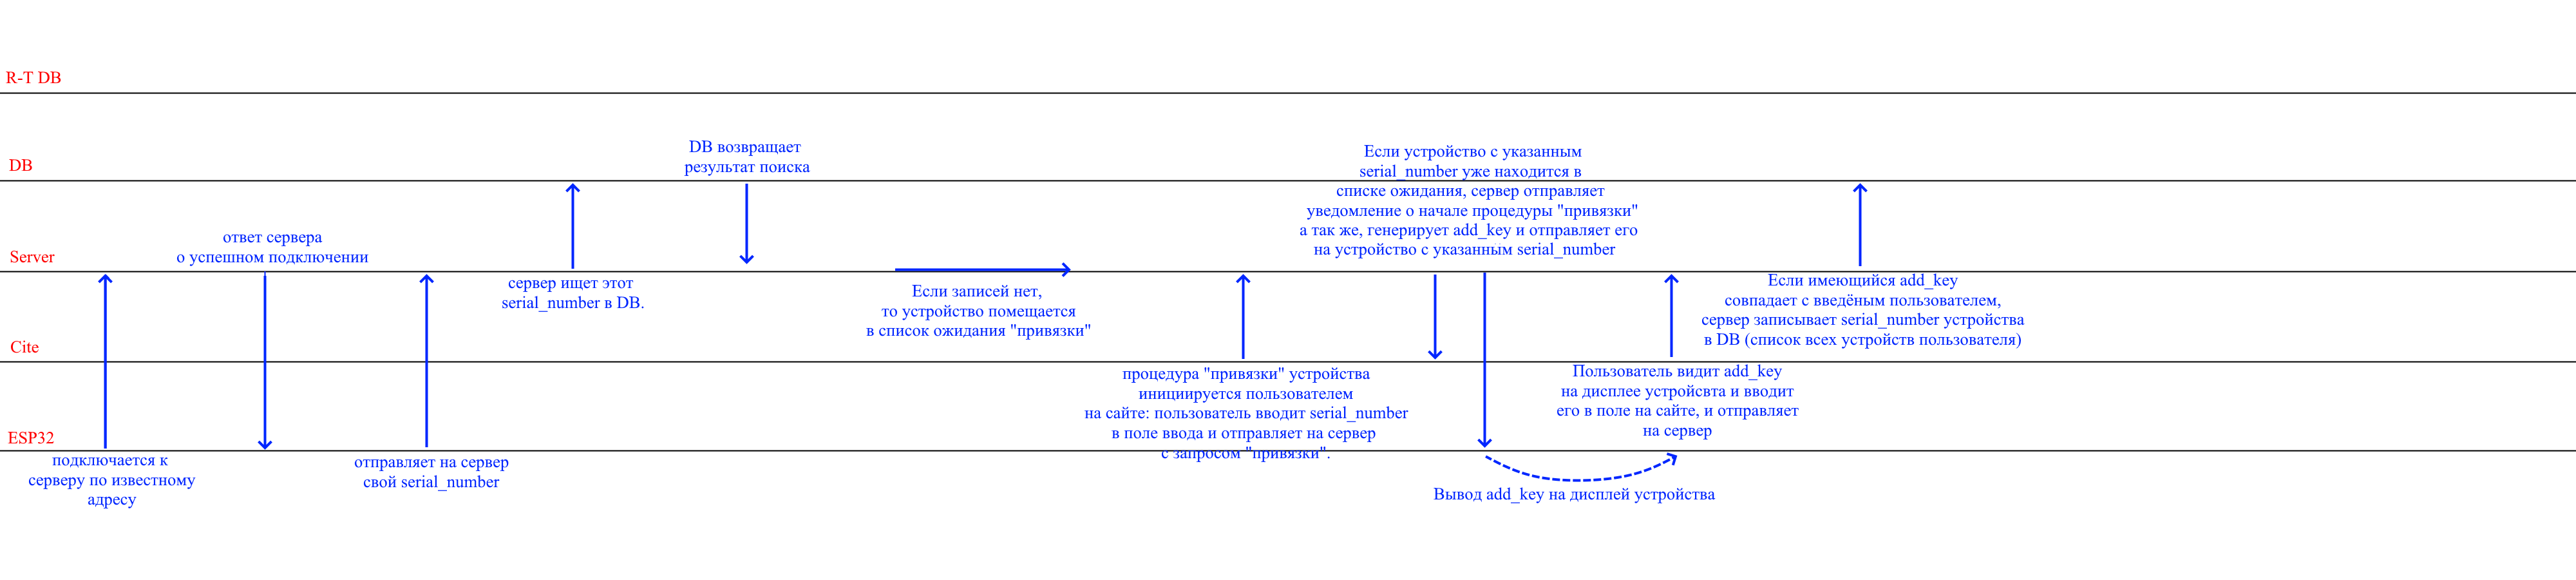 R-T DB
DB
Server
Cite
ESP32
подключается к
серверу по известному
адресу
ответ сервера
о успешном подключении
отправляет на сервер
свой serial_number
сервер ищет этот
serial_number в DB.
DB возвращает
результат поиска
Если записей нет,
то устройство помещается
в список ожидания "привязки"
процедура "привязки" устройства
инициируется пользователем
на сайте: пользователь вводит serial_number
в поле ввода и отправляет на сервер
с запросом "привязки".
Если устройство с указанным
serial_number уже находится в
списке ожидания, сервер отправляет
уведомление о начале процедуры "привязки"
а так же, генерирует add_key и отправляет его
на устройство с указанным serial_number
Вывод add_key на дисплей устройства
Пользователь видит add_key
на дисплее устройсвта и вводит
его в поле на сайте, и отправляет
на сервер
Если имеющийся add_key
совпадает с введёным пользователем,
сервер записывает serial_number устройства
в DB (список всех устройств пользователя)